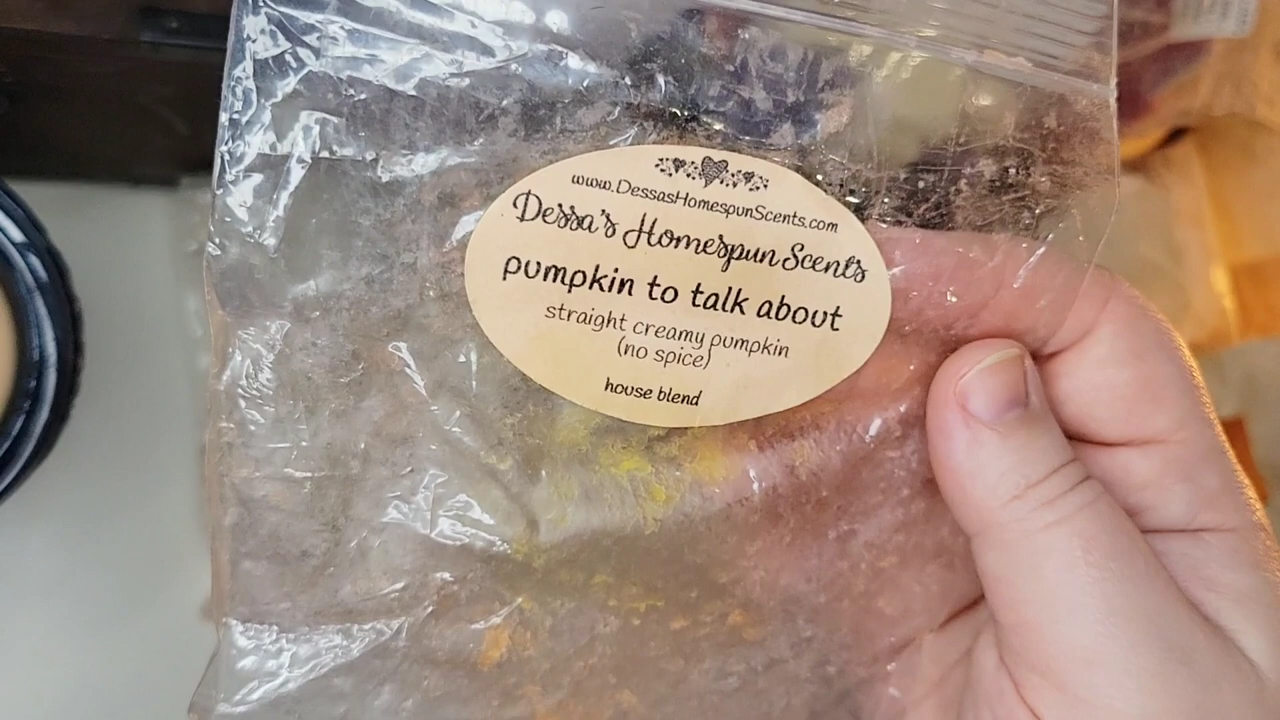 www.DessasHomespunScents.com
Dessa's Homespun Scents
pumpkin to talk about
straight creamy pumpkin
(no spice)
house blend